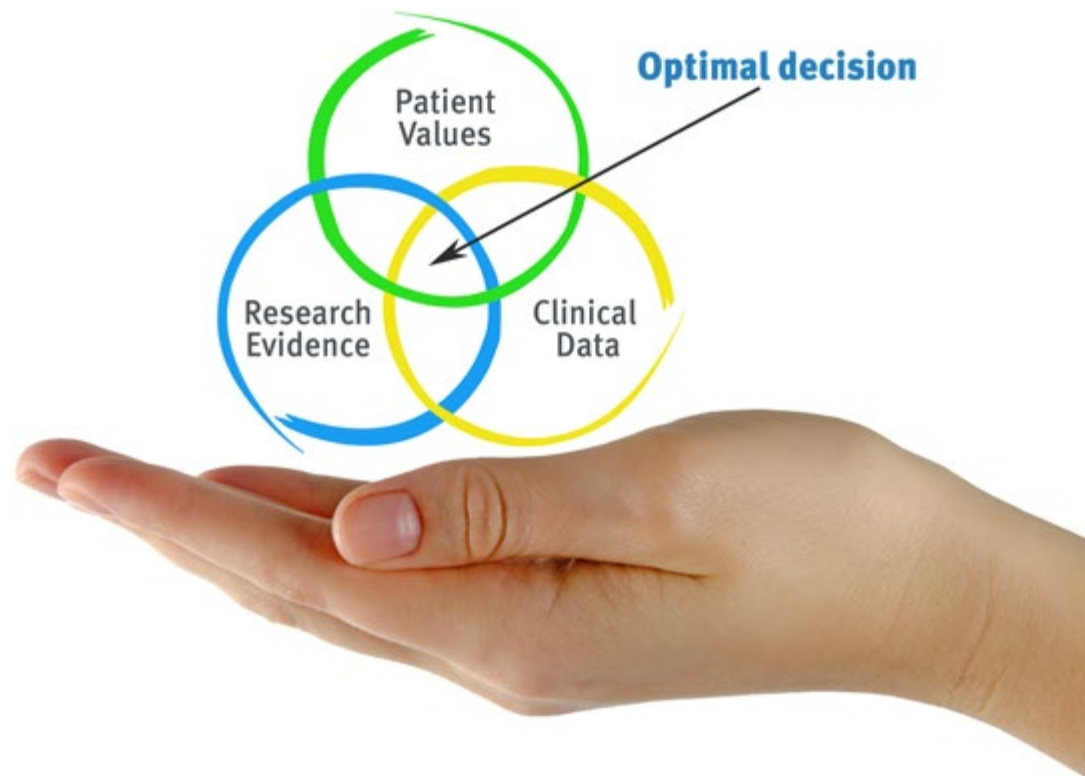 Optimal decision
Patient
Values
Research
Evidence
Clinical
Data